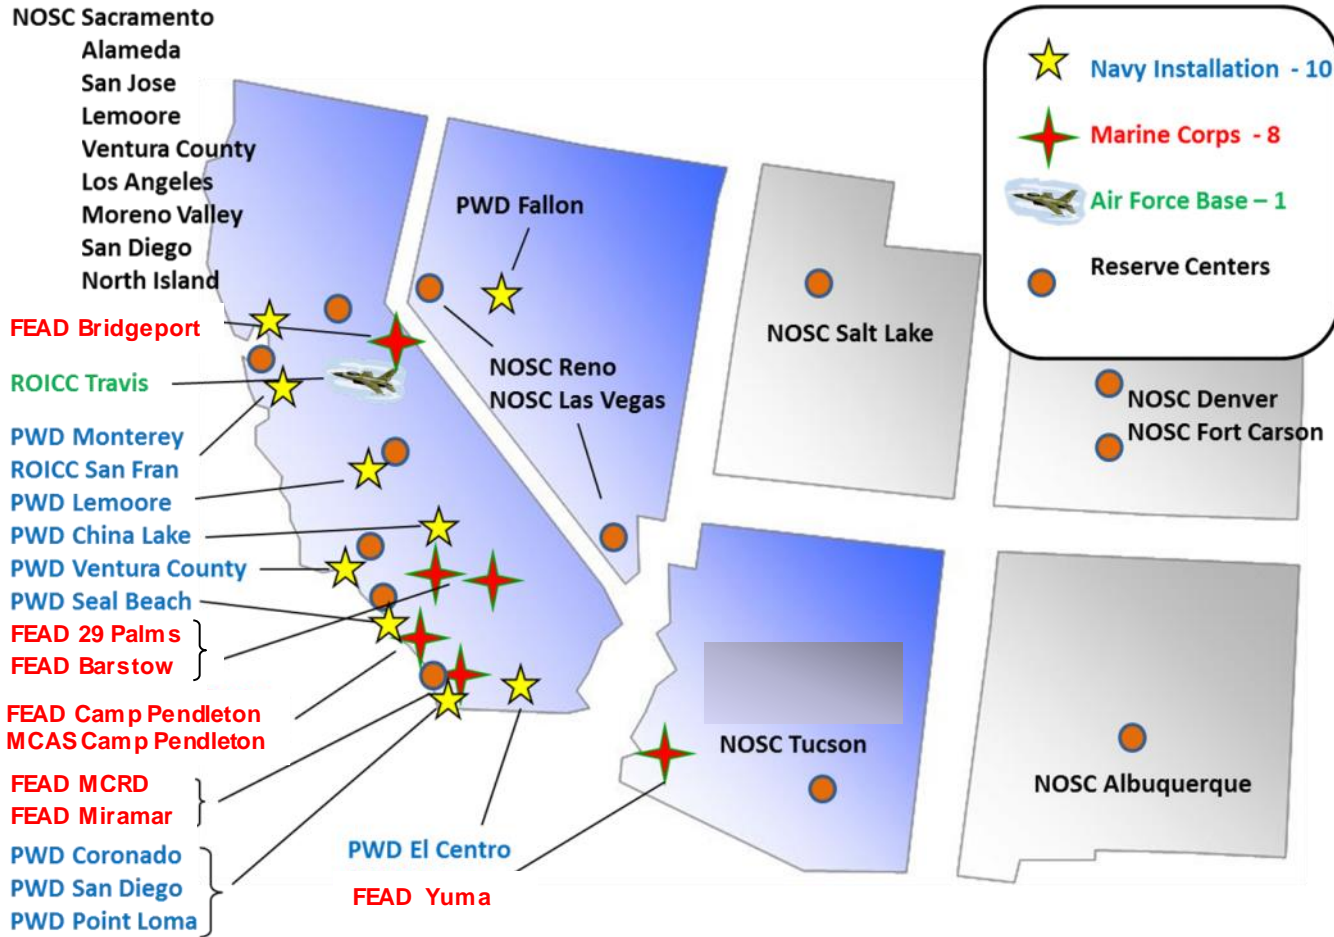 NOSC Sacramento
Alameda
San Jose
Lemoore
Ventura County
Los Angeles
Moreno Valley
San Diego
North Island
FEAD Bridgeport
ROICC Travis
PWD Monterey
ROICC San Fran
PWD Lemoore
PWD China Lake
PWD Ventura County
PWD Seal Beach
FEAD 29 Palms
FEAD Barstow
FEAD Camp Pendleton
MCAS Camp Pendleton
FEAD MCRD
FEAD Miramar
PWD Coronado
PWD San Diego
PWD Point Loma
PWD El Centro
FEAD Yuma
PWD Fallon
NOSC Reno
NOSC Las Vegas
NOSC Salt Lake
NOSC Tucson
NOSC Denver
NOSC Fort Carson
NOSC Albuquerque
Navy Installation - 10
Marine Corps - 8
Air Force Base – 1
Reserve Centers